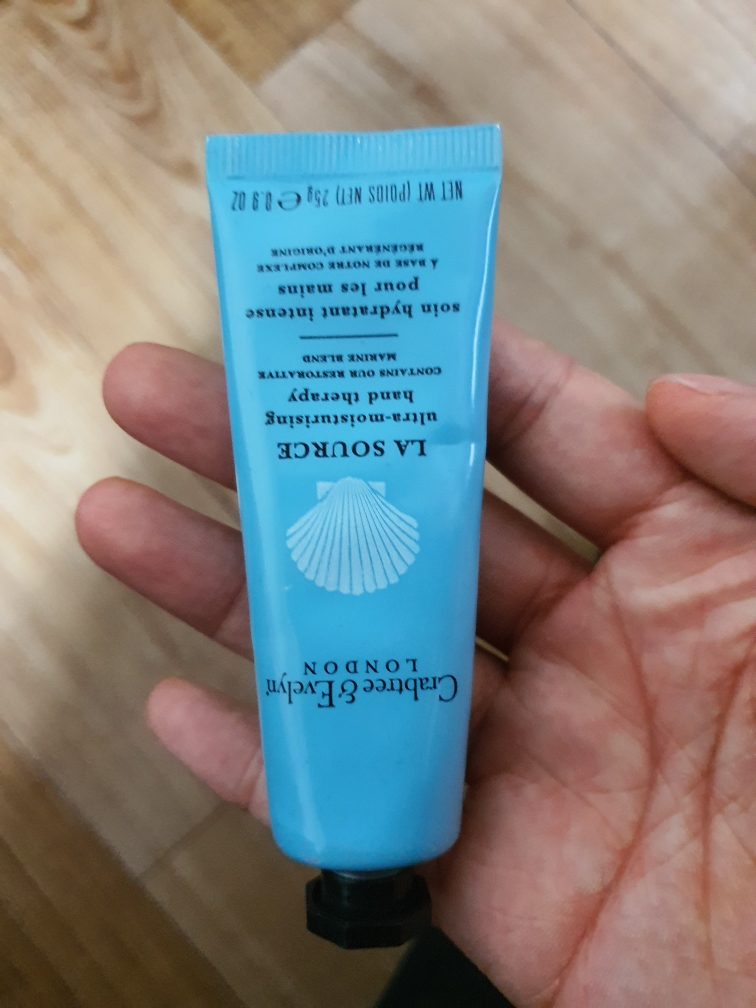 Crabtree & Evelyn
LONDON
LA SOURCE
ultra-moisturising
hand therapy
CONTAINS OUR RESTORATIVE
MARINE BLEND
soin hydratant intense
pour les mains
À BASE DE NOTRE COMPLEXE
RÉGÉNÉRANT D'ORIGINE
NET WT (POIDS NET) 25g ℮ 0.9 OZ